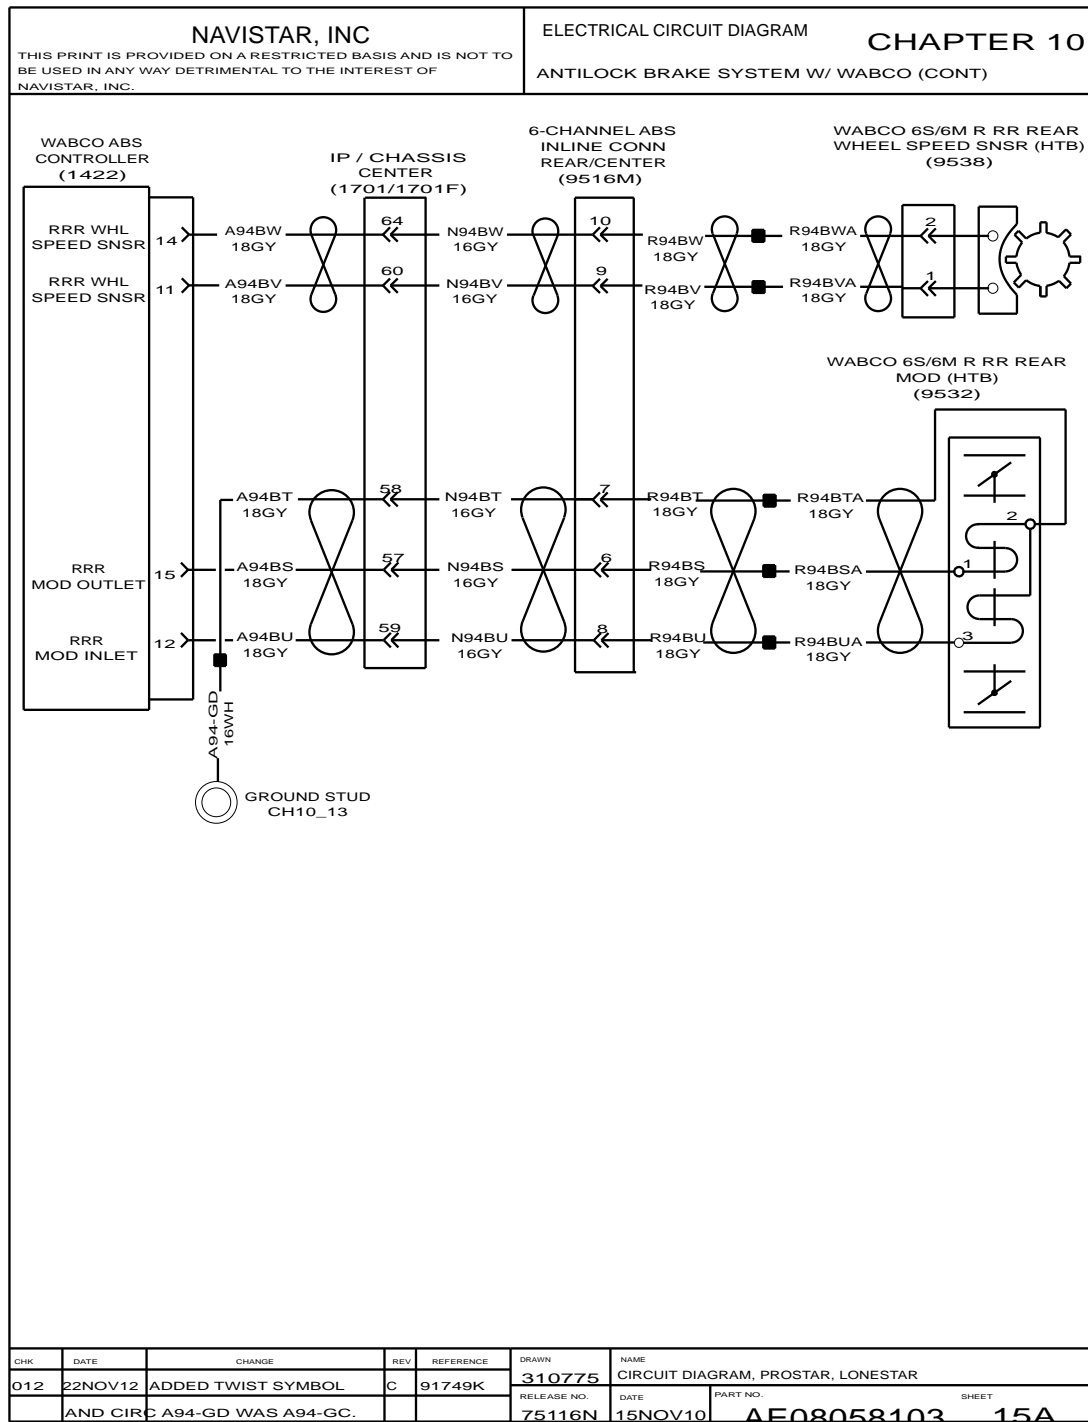 NAVISTAR, INC
THIS PRINT IS PROVIDED ON A RESTRICTED BASIS AND IS NOT TO
BE USED IN ANY WAY DETRIMENTAL TO THE INTEREST OF
NAVISTAR, INC.
ELECTRICAL CIRCUIT DIAGRAM
CHAPTER 10
ANTILOCK BRAKE SYSTEM W/ WABCO (CONT)
WABCO ABS
CONTROLLER
(1422)
IP / CHASSIS
CENTER
(1701/1701F)
6-CHANNEL ABS
INLINE CONN
REAR/CENTER
(9516M)
WABCO 6S/6M R RR REAR
WHEEL SPEED SNSR (HTB)
(9538)
RRR WHL
SPEED SNSR
14
A94BW
18GY
64
N94BW
16GY
10
R94BW
18GY
R94BWA
18GY
2
RRR WHL
SPEED SNSR
11
A94BV
18GY
60
N94BV
16GY
9
R94BV
18GY
R94BVA
18GY
1
WABCO 6S/6M R RR REAR
MOD (HTB)
(9532)
A94BT
18GY
58
N94BT
16GY
7
R94BT
18GY
R94BTA
18GY
2
RRR
MOD OUTLET
15
A94BS
18GY
57
N94BS
16GY
6
R94BS
18GY
R94BSA
18GY
1
RRR
MOD INLET
12
A94BU
18GY
59
N94BU
16GY
8
R94BU
18GY
R94BUA
18GY
3
A94-GD
16WH
GROUND STUD
CH10_13
CHK DATE CHANGE REV REFERENCE
012 22NOV12 ADDED TWIST SYMBOL C 91749K
AND CIRC A94-GD WAS A94-GC.
DRAWN
310775
NAME
CIRCUIT DIAGRAM, PROSTAR, LONESTAR
RELEASE NO.
75116N
DATE
15NOV10
PART NO.
AE08058103
SHEET
15A